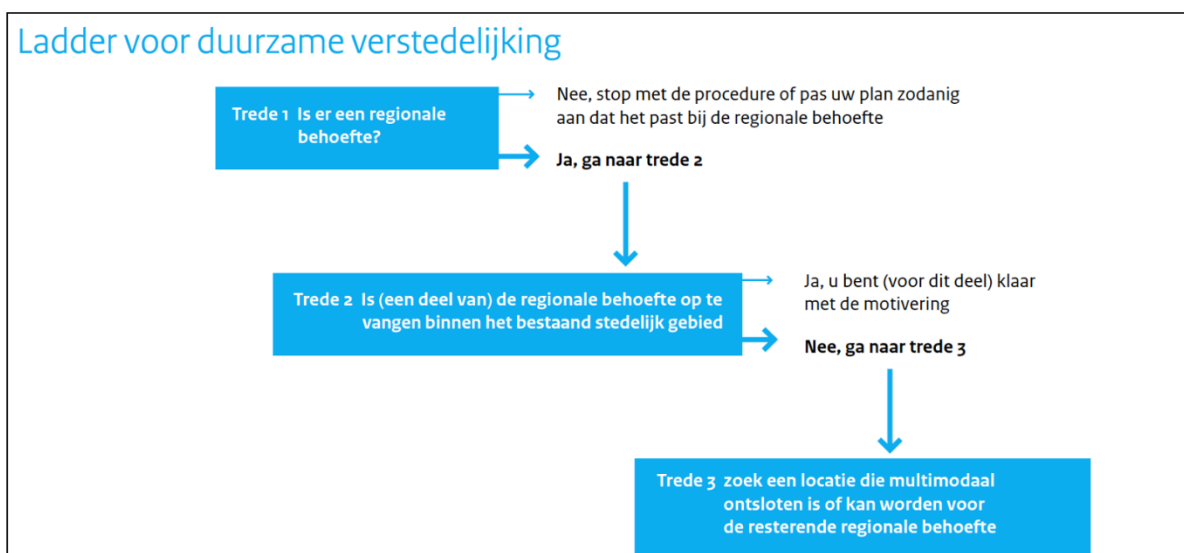 Ladder voor duurzame verstedelijking
Trede 1 Is er een regionale
behoefte?
Nee, stop met de procedure of pas uw plan zodanig
aan dat het past bij de regionale behoefte
Ja, ga naar trede 2
Trede 2 Is (een deel van) de regionale behoefte op te
vangen binnen het bestaand stedelijk gebied
Ja, u bent (voor dit deel) klaar
met de motivering
Nee, ga naar trede 3
Trede 3 zoek een locatie die multimodaal
ontsloten is of kan worden voor
de resterende regionale behoefte